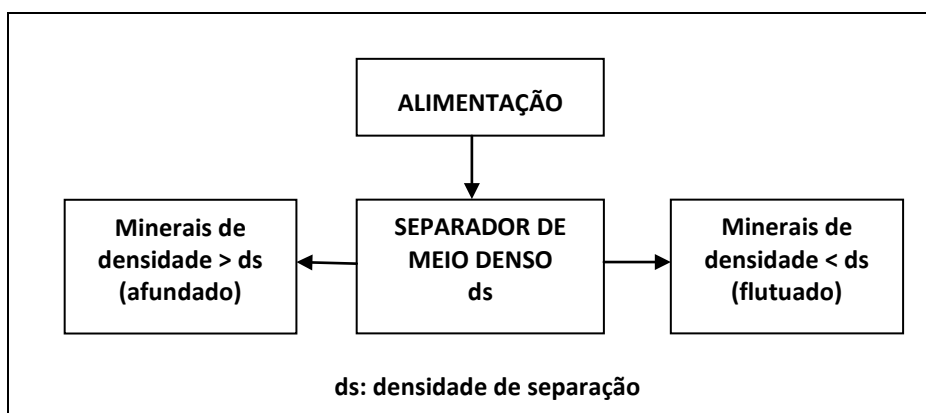 ALIMENTAÇÃO
Minerais de
densidade > ds
(afundado)
SEPARADOR DE
MEIO DENSO
ds
Minerais de
densidade < ds
(flutuado)
ds: densidade de separação